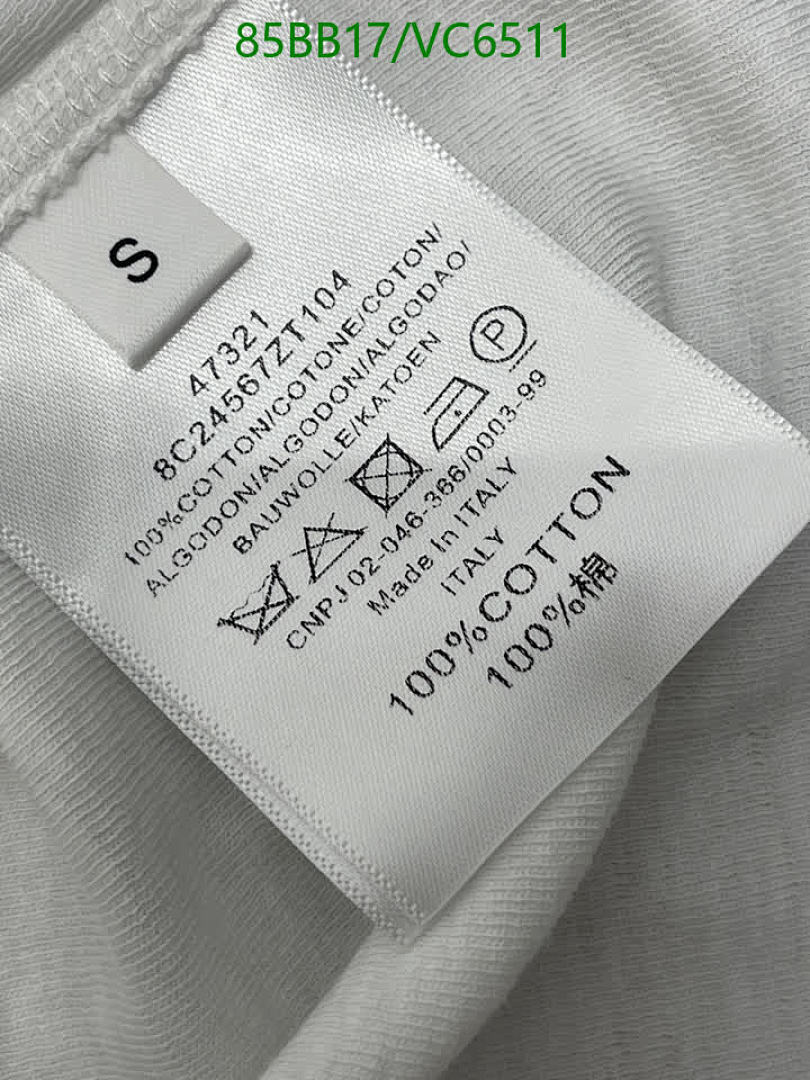 85BB17/VC6511
S
47321
8C24567ZT104
100%COTTON/COTONE/COTON/
ALGODON/ALGODON/ALGODAO/
BAUWOLLE/KATOEN
P
CNPJ 02-046-366/0003-99
Made In ITALY
ITALY
100%COTTON
100%棉